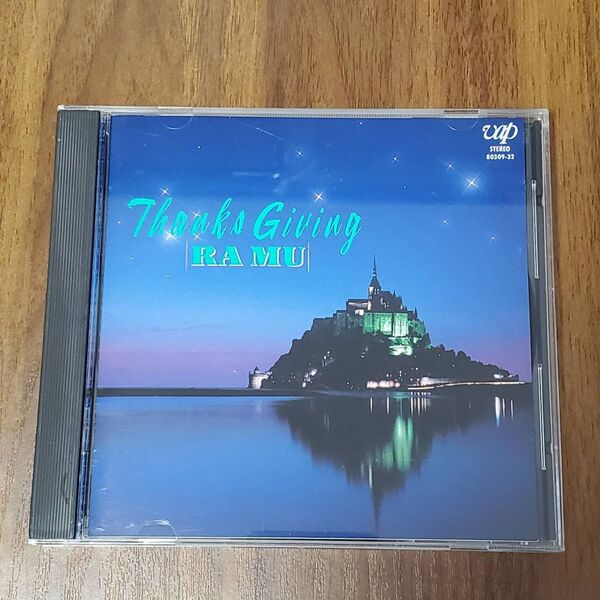 vap
STEREO
80309-32
Thanks Giving
RA MU